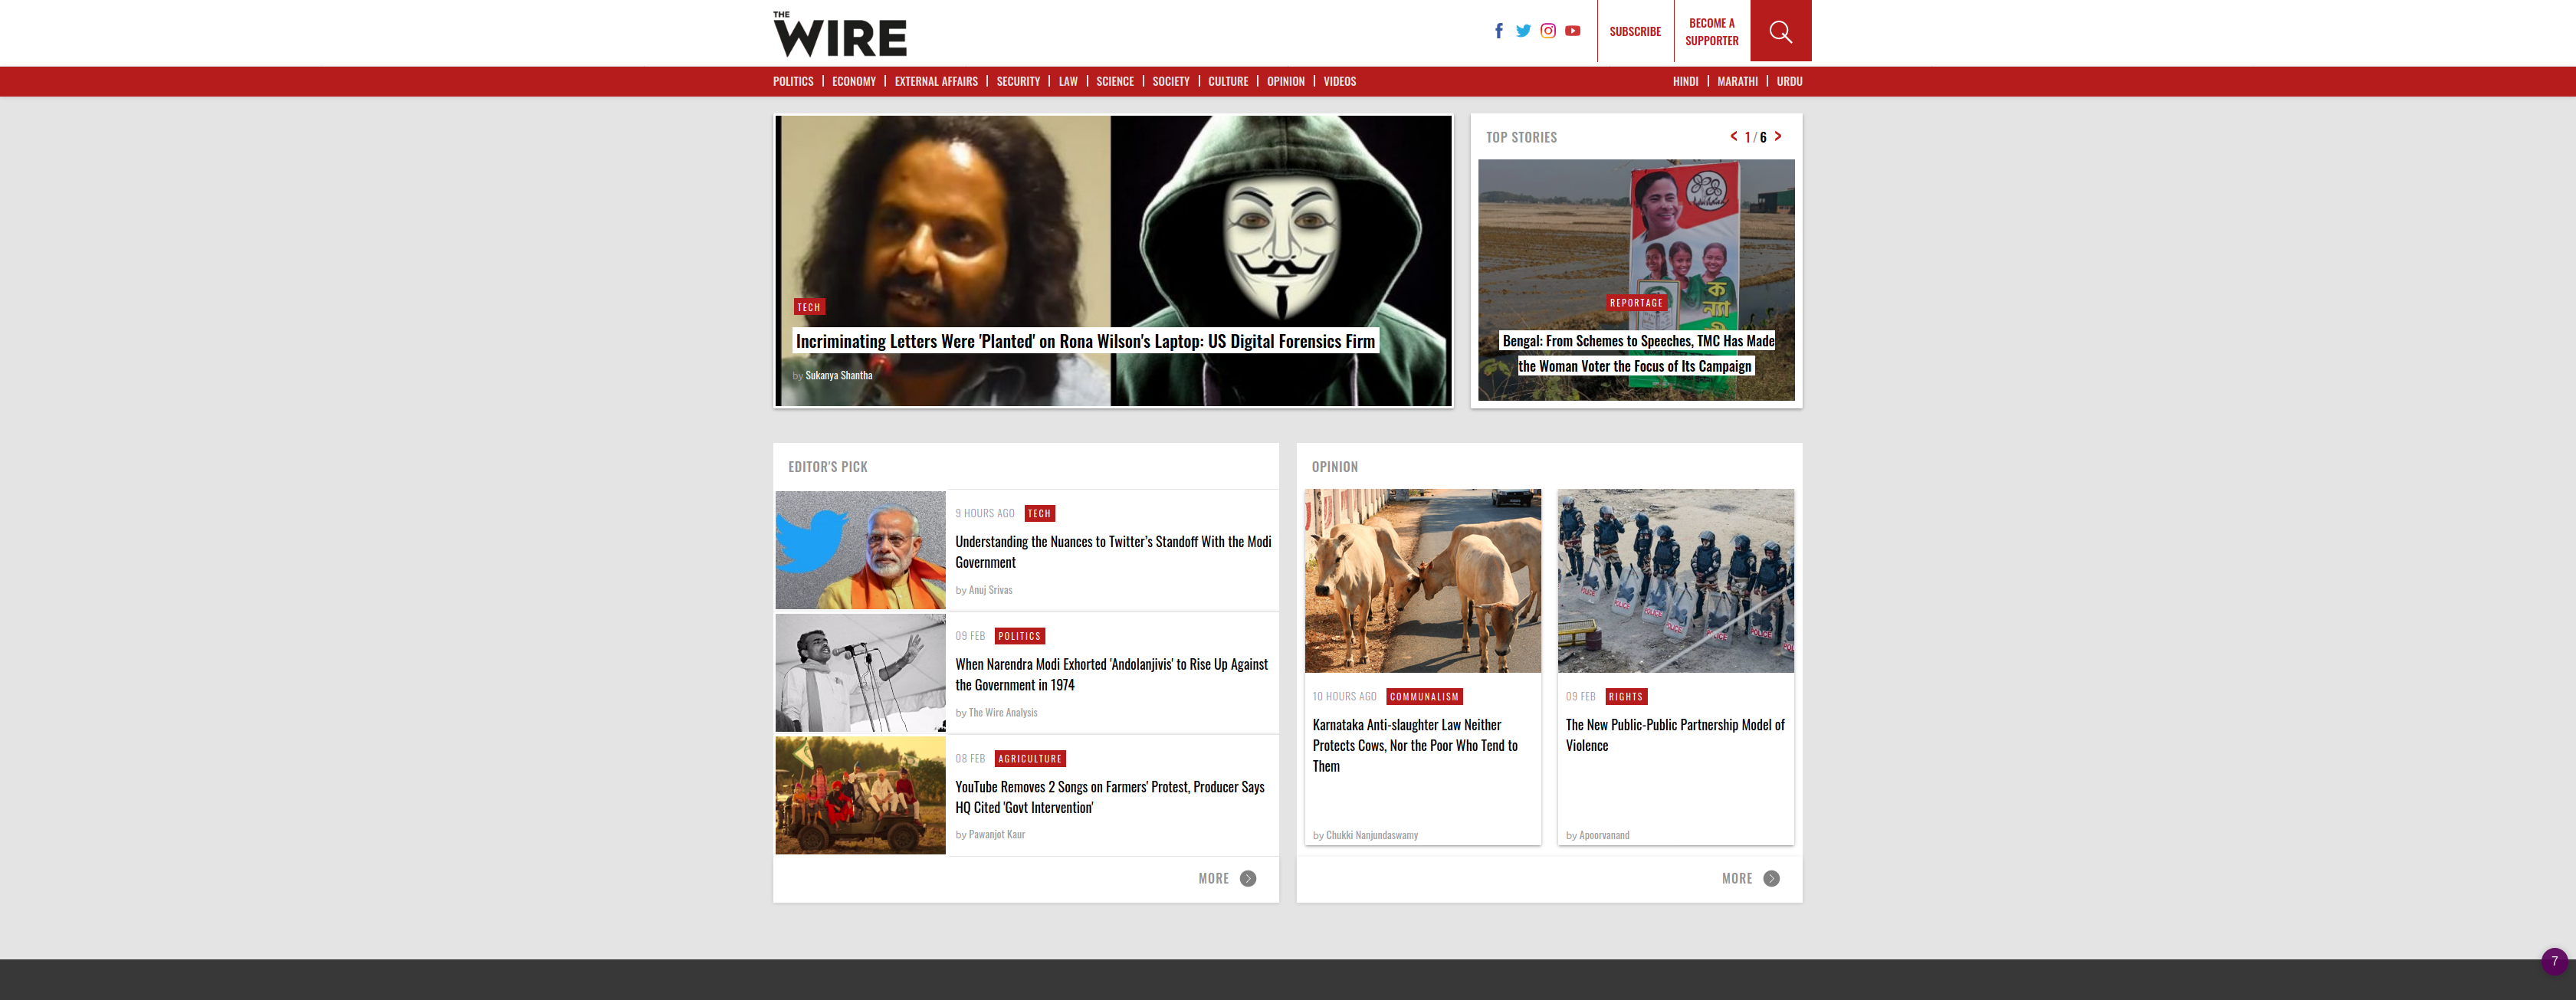 THE
WIRE
SUBSCRIBE
BECOME A
SUPPORTER
POLITICS | ECONOMY | EXTERNAL AFFAIRS | SECURITY | LAW | SCIENCE | SOCIETY | CULTURE | OPINION | VIDEOS
HINDI | MARATHI | URDU
TECH
Incriminating Letters Were 'Planted' on Rona Wilson's Laptop: US Digital Forensics Firm
by Sukanya Shantha
TOP STORIES
< 1 / 6 >
REPORTAGE
Bengal: From Schemes to Speeches, TMC Has Made
the Woman Voter the Focus of Its Campaign
EDITOR'S PICK
9 HOURS AGO TECH
Understanding the Nuances to Twitter’s Standoff With the Modi
Government
by Anuj Srivas
09 FEB POLITICS
When Narendra Modi Exhorted 'Andolanjivis' to Rise Up Against
the Government in 1974
by The Wire Analysis
08 FEB AGRICULTURE
YouTube Removes 2 Songs on Farmers' Protest, Producer Says
HQ Cited 'Govt Intervention'
by Pawanjot Kaur
MORE
OPINION
10 HOURS AGO COMMUNALISM
Karnataka Anti-slaughter Law Neither
Protects Cows, Nor the Poor Who Tend to
Them
by Chukki Nanjundaswamy
POLICE
POLICE
POLICE
POLICE
POLICE
09 FEB RIGHTS
The New Public-Public Partnership Model of
Violence
by Apoorvanand
MORE
7